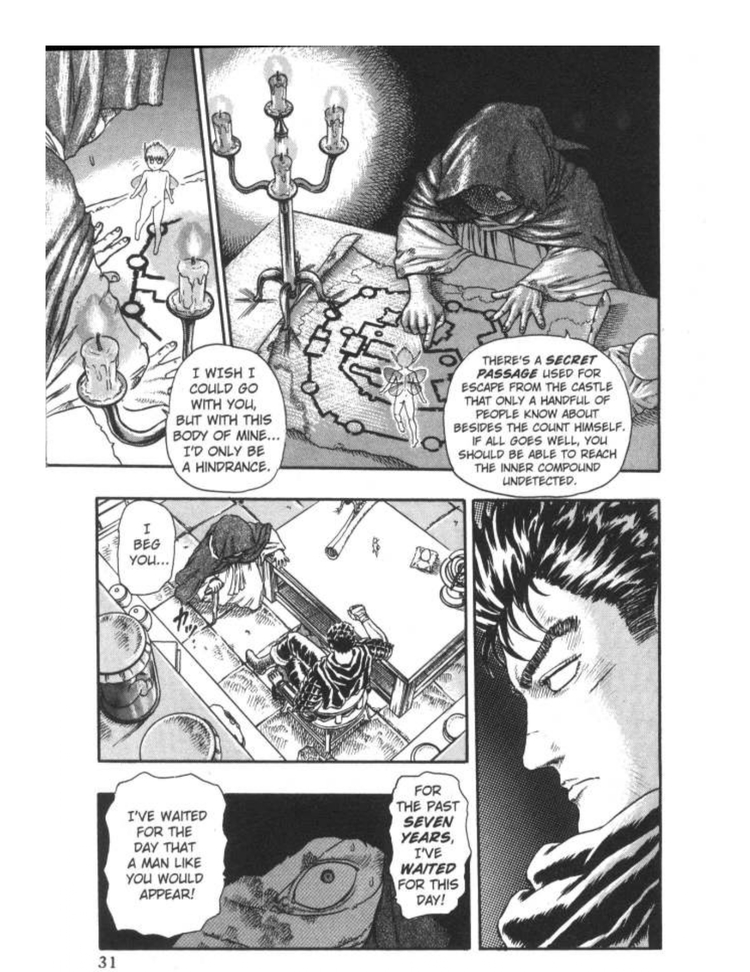 THERE'S A SECRET
PASSAGE USED FOR
ESCAPE FROM THE CASTLE
THAT ONLY A HANDFUL OF
PEOPLE KNOW ABOUT
BESIDES THE COUNT HIMSELF.
IF ALL GOES WELL, YOU
SHOULD BE ABLE TO REACH
THE INNER COMPOUND
UNDETECTED.
I WISH I
COULD GO
WITH YOU,
BUT WITH THIS
BODY OF MINE...
I'D ONLY BE
A HINDRANCE.
I
BEG
YOU...
FOR
THE PAST
SEVEN
YEARS,
I'VE
WAITED
FOR THIS
DAY!
I'VE WAITED
FOR THE
DAY THAT
A MAN LIKE
YOU WOULD
APPEAR!
31